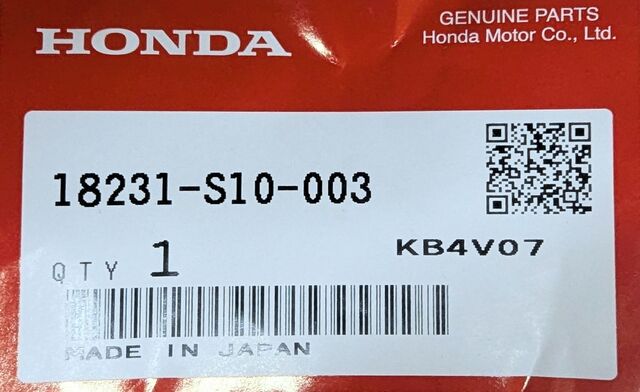 HONDA
GENUINE PARTS
Honda Motor Co., Ltd.
18231-S10-003
QTY 1
KB4V07
MADE IN JAPAN